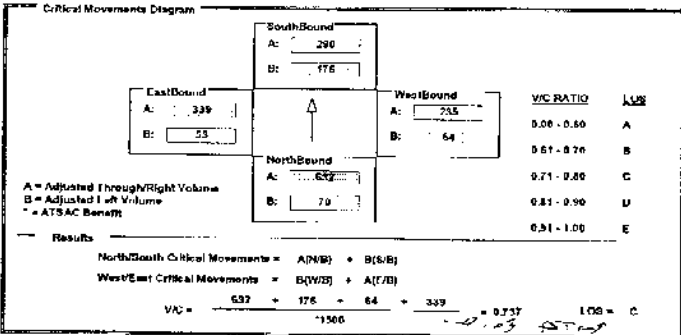 Critical Movements Diagram
SouthBound
A: 290
B: 176
EastBound
A: 339
B: 53
WestBound
A: 235
B: 64
NorthBound
A: 632
B: 70
V/C RATIO LOS
0.00 - 0.60 A
0.61 - 0.70 B
0.71 - 0.80 C
0.81 - 0.90 D
0.91 - 1.00 E
A = Adjusted Through/Right Volume
B = Adjusted Left Volume
* = ATSAC Benefit
Results
North/South Critical Movements = A(N/B) + B(S/B)
West/East Critical Movements = B(W/B) + A(E/B)
V/C = 632 + 176 + 64 + 339 = 0.737 LOS = C
*1500